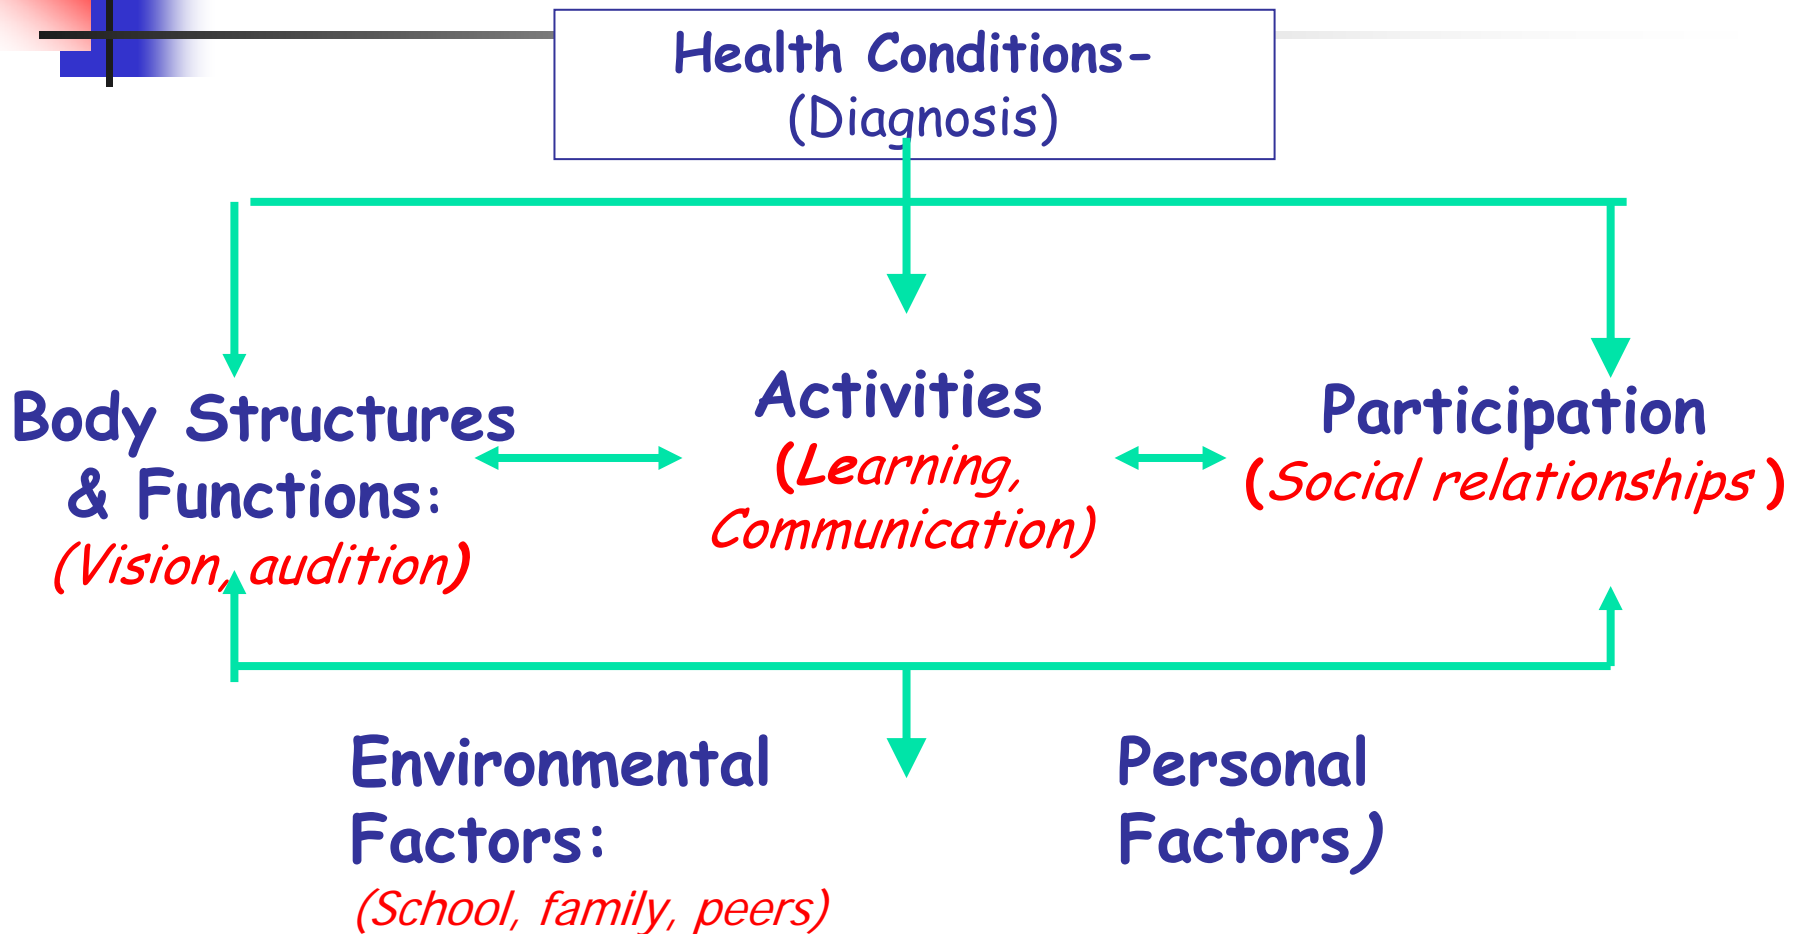 Health Conditions-
(Diagnosis)
Body Structures
& Functions:
(Vision, audition)
Activities
(Learning,
Communication)
Participation
(Social relationships )
Environmental
Factors:
(School, family, peers)
Personal
Factors)